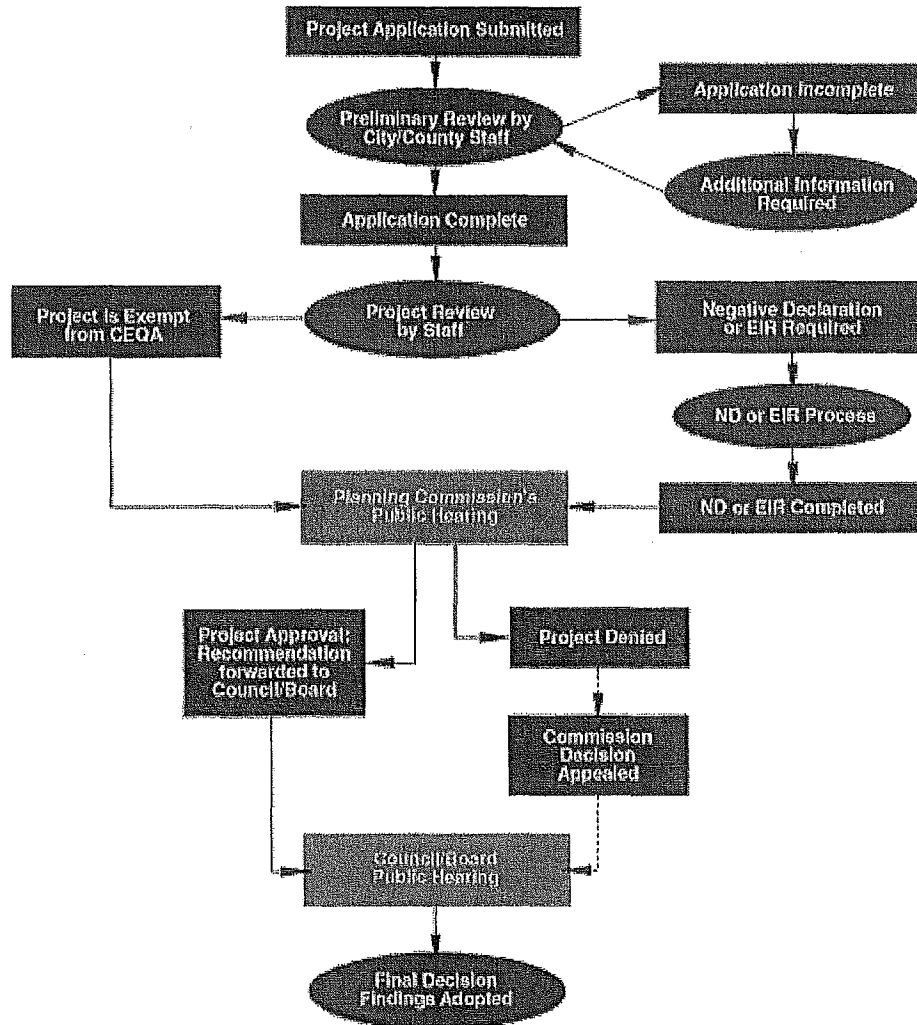 Project Application Submitted
Application Incomplete
Preliminary Review by
City/County Staff
Additional Information
Required
Application Complete
Project is Exempt
from CEQA
Project Review
by Staff
Negative Declaration
or EIR Required
ND or EIR Process
Planning Commission's
Public Hearing
ND or EIR Completed
Project Approval;
Recommendation
forwarded to
Council/Board
Project Denied
Commission
Decision
Appealed
Council/Board
Public Hearing
Final Decision
Findings Adopted